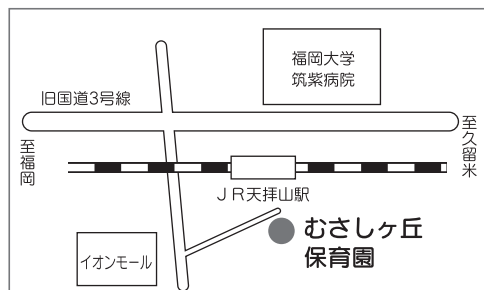 福岡大学
筑紫病院
旧国道3号線
至福岡
至久留米
ＪＲ天拝山駅
むさしヶ丘
保育園
イオンモール